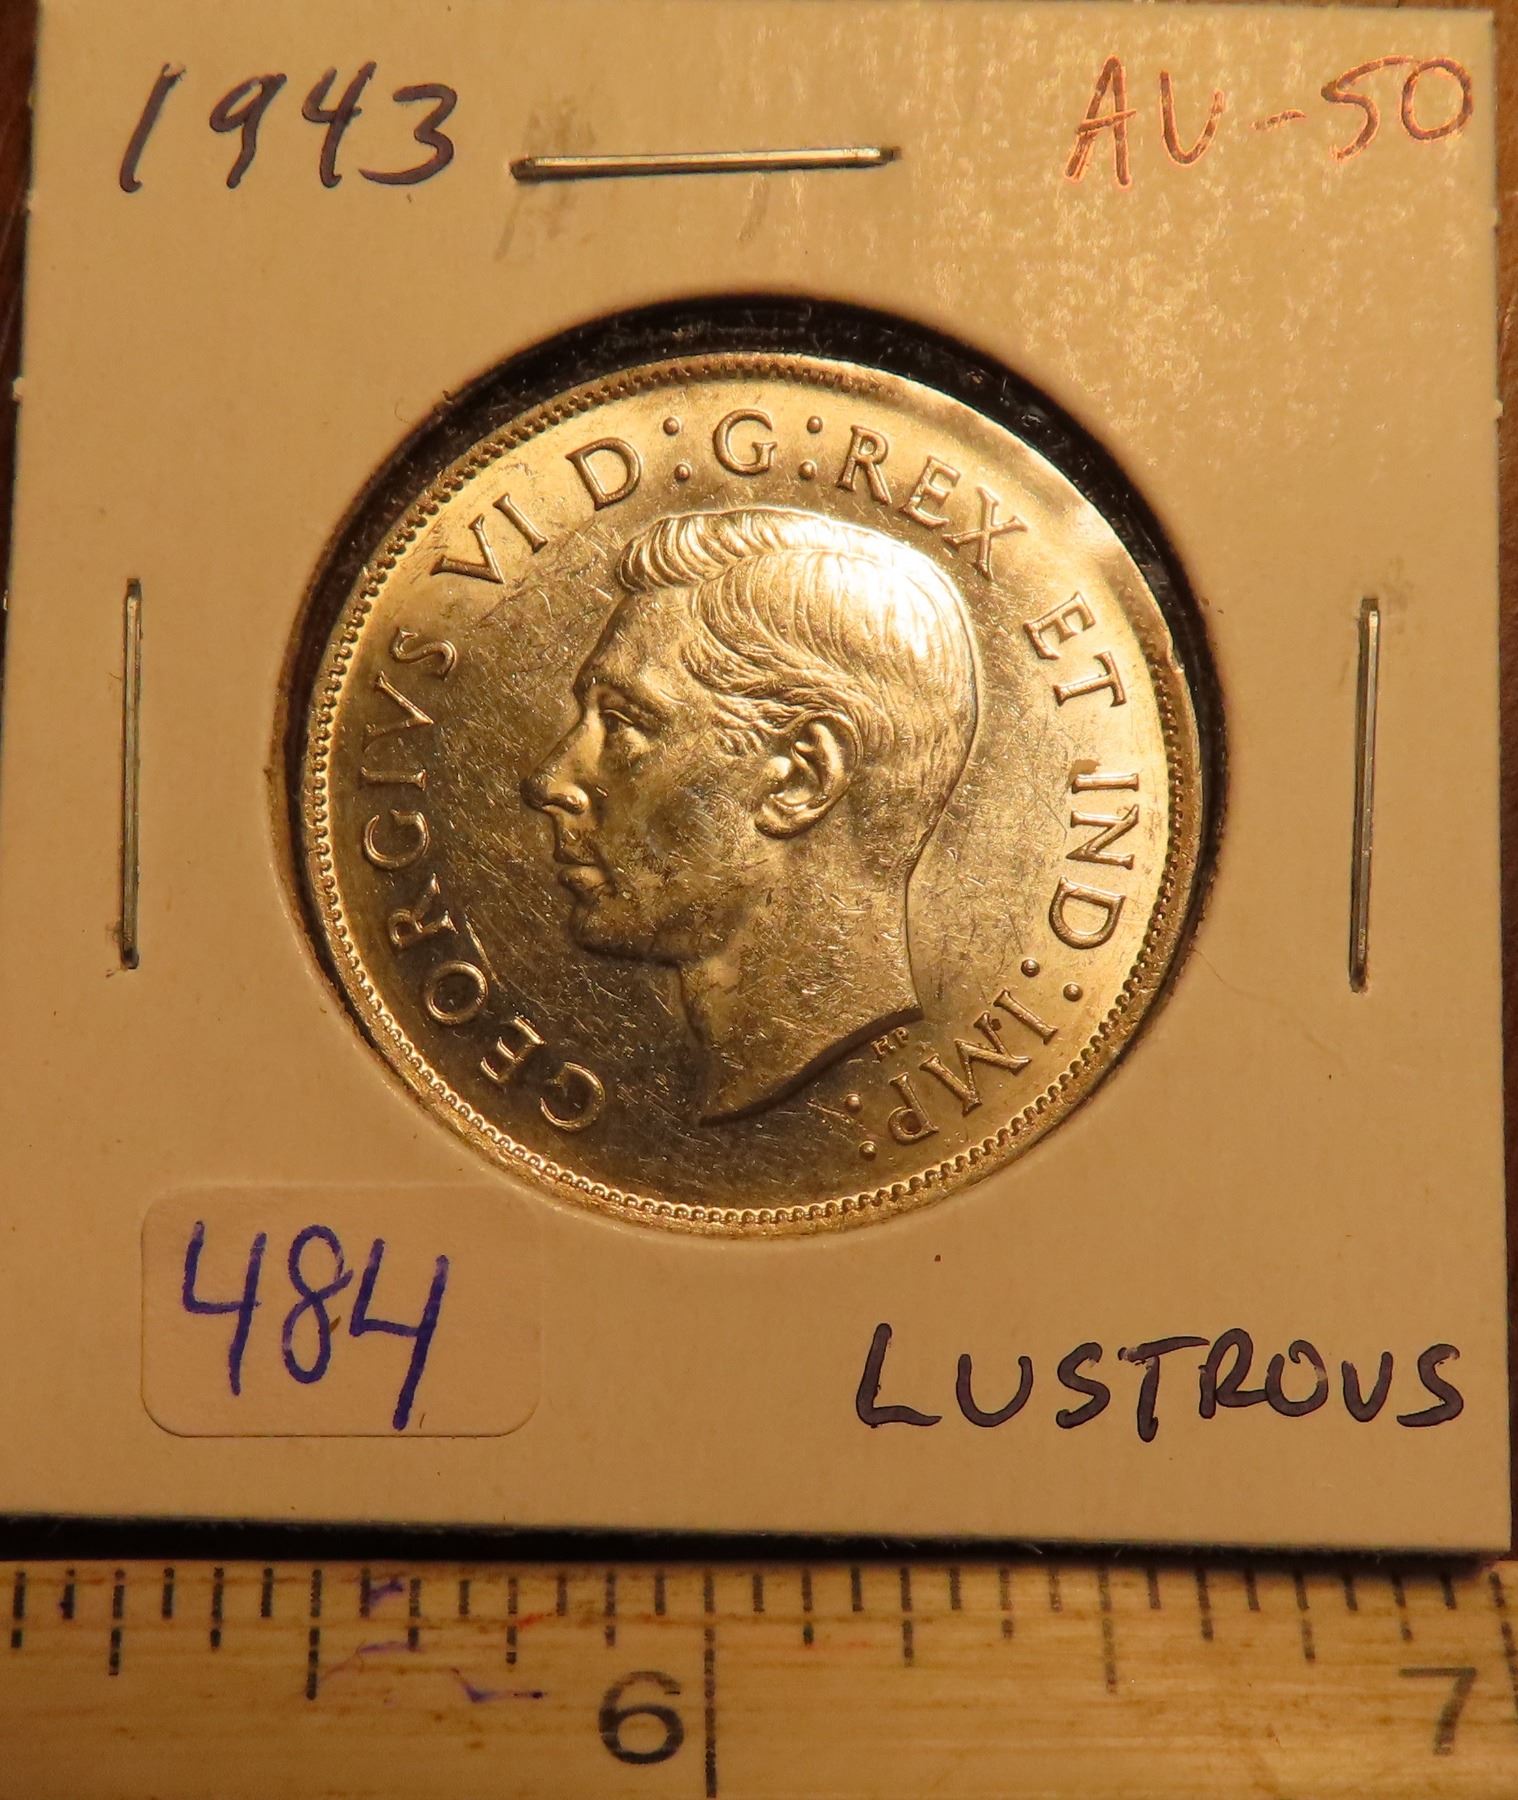 1943
AU-50
GEORGIVS VI D:G:REX ET IND:IMP:
HP
484
LUSTROUS
6
7